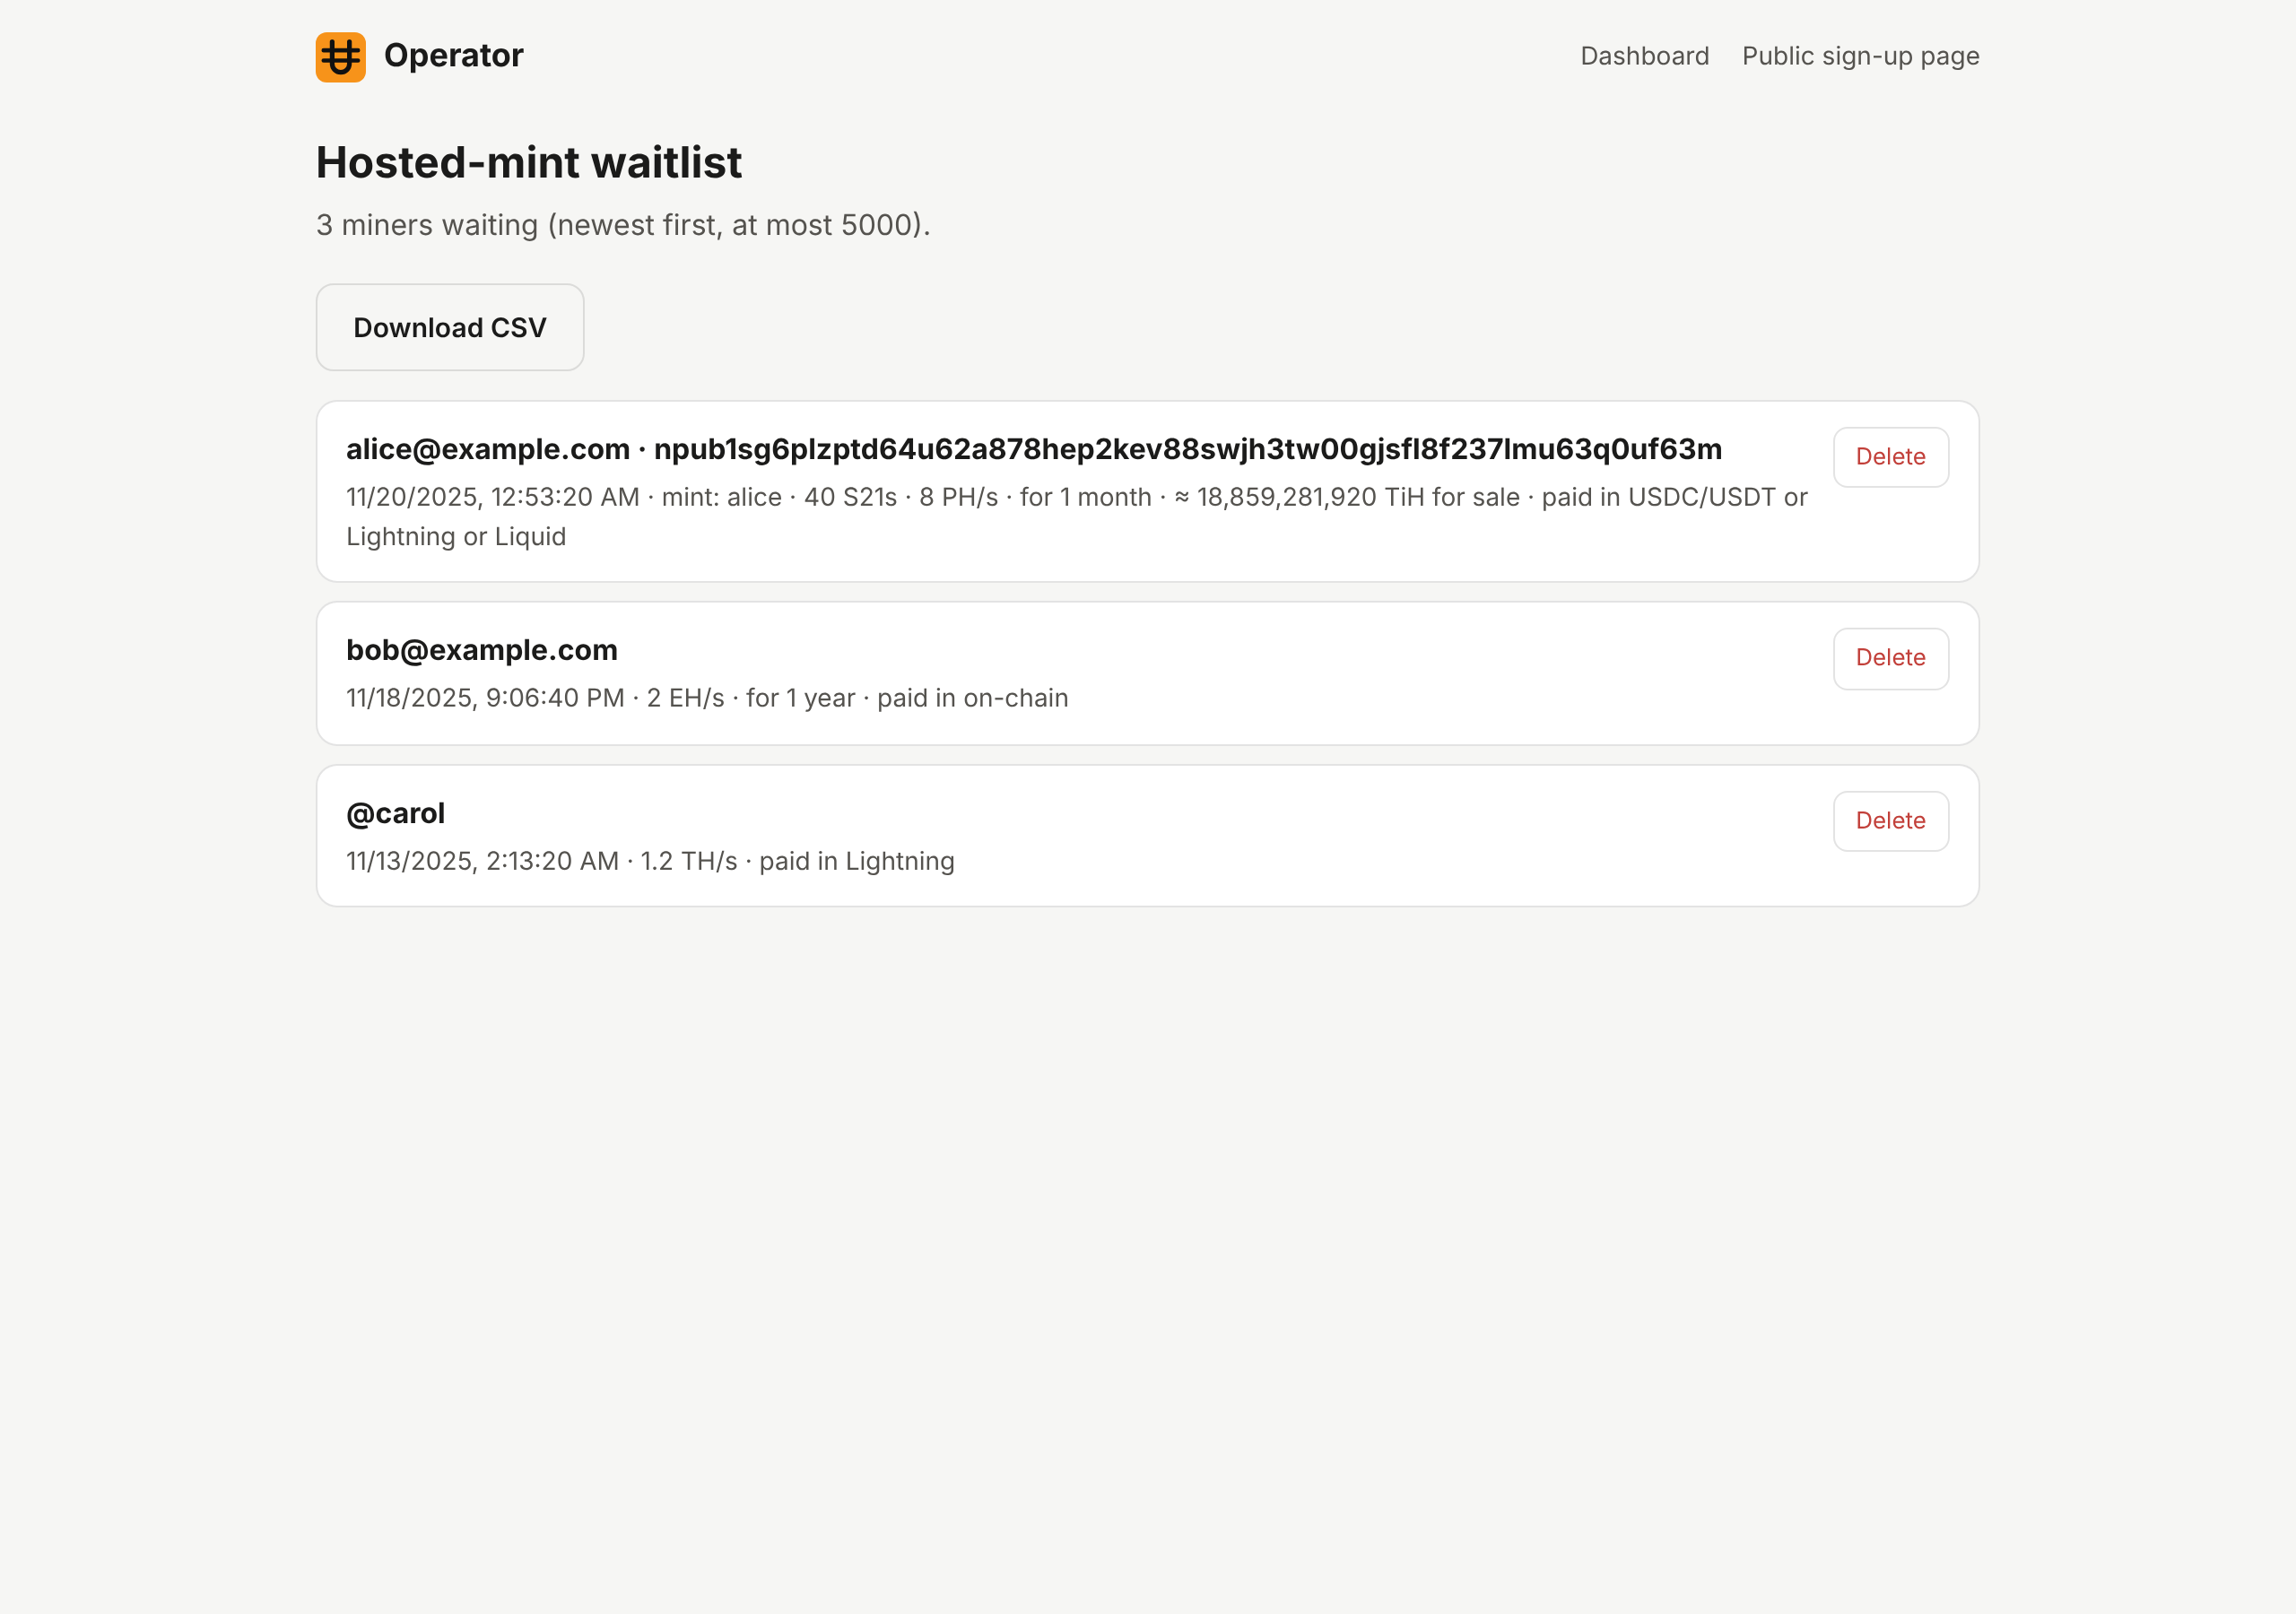 Operator
Dashboard
Public sign-up page
Hosted-mint waitlist
3 miners waiting (newest first, at most 5000).
Download CSV
alice@example.com · npub1sg6plzptd64u62a878hep2kev88swjh3tw00gjsfl8f237lmu63q0uf63m
Delete
11/20/2025, 12:53:20 AM · mint: alice · 40 S21s · 8 PH/s · for 1 month · ≈ 18,859,281,920 TiH for sale · paid in USDC/USDT or
Lightning or Liquid
bob@example.com
Delete
11/18/2025, 9:06:40 PM · 2 EH/s · for 1 year · paid in on-chain
@carol
Delete
11/13/2025, 2:13:20 AM · 1.2 TH/s · paid in Lightning